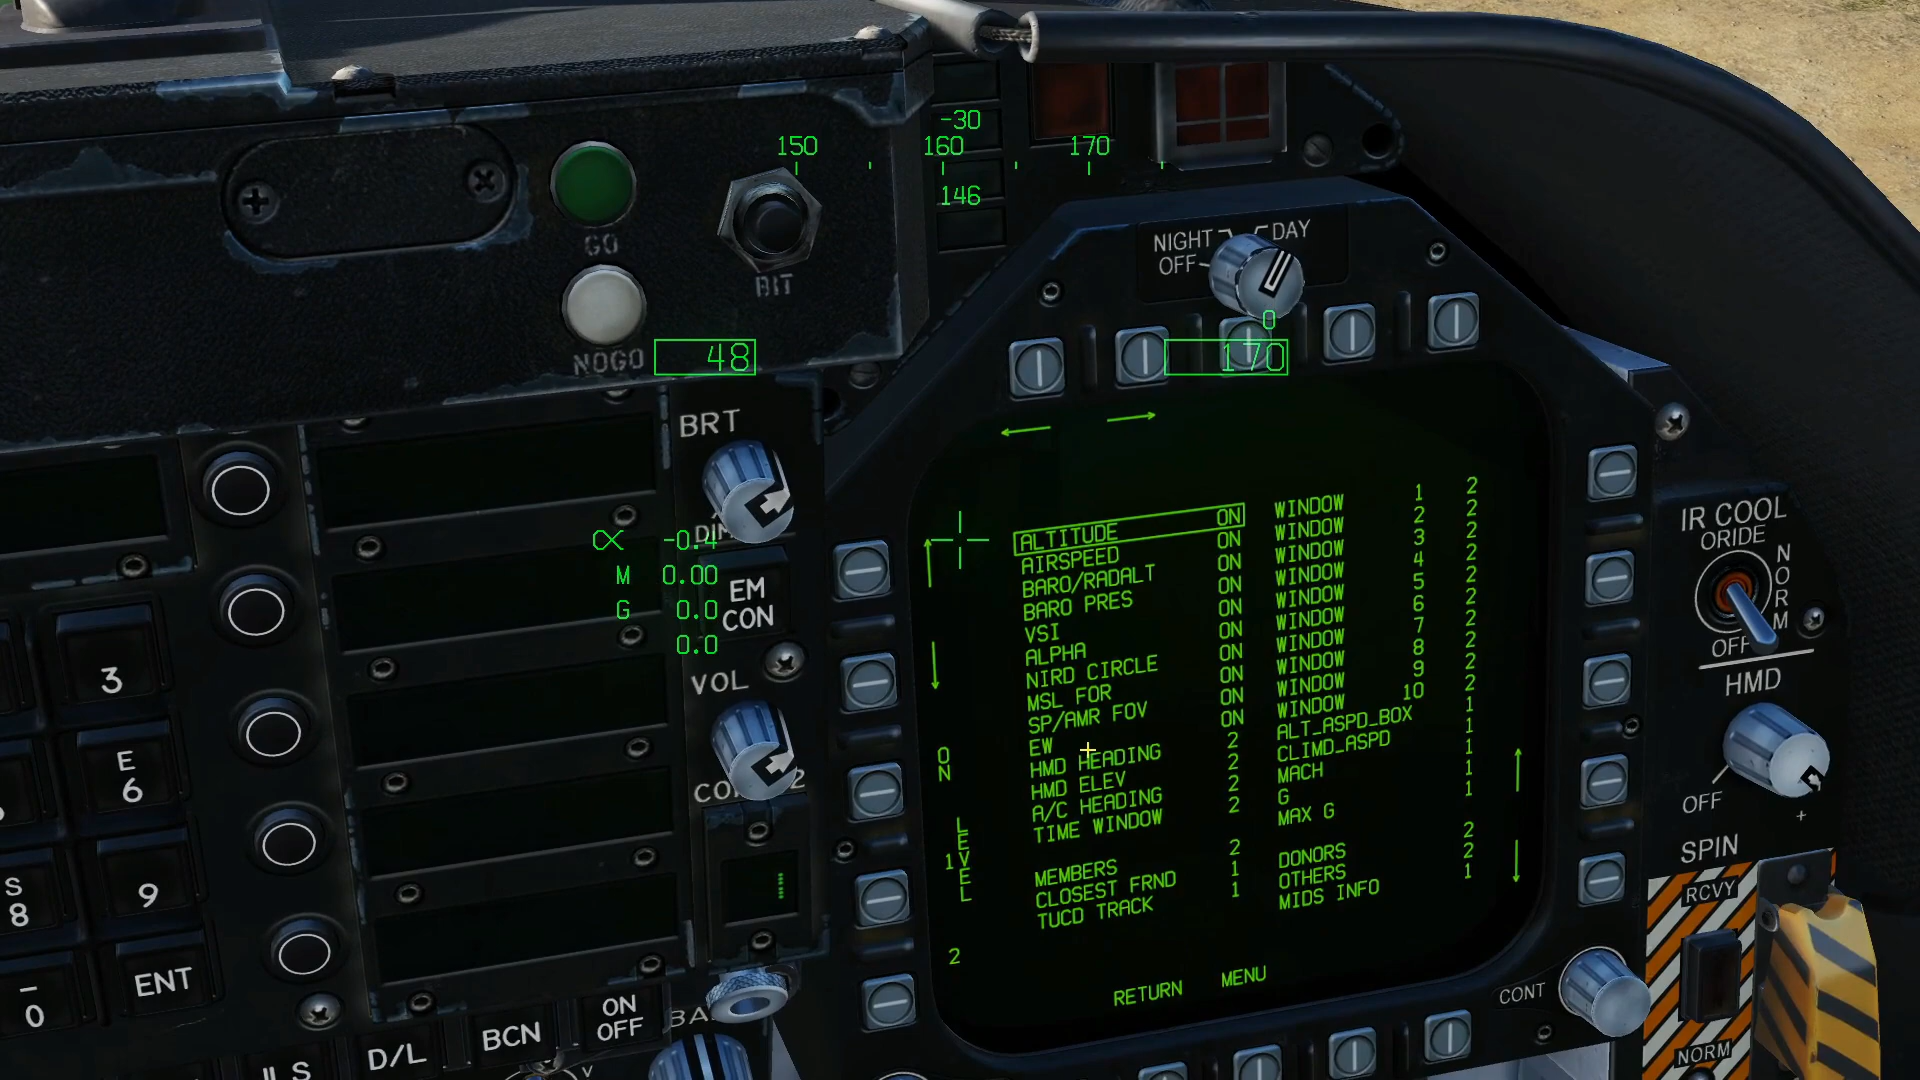 -30
150 160 170
146
GO
BIT
NOGO
48
NIGHT DAY
OFF
0
170
BRT
α -0.4
M 0.00
G 0.0
0.0
EM
CON
VOL
3
E
6
9
S
8
ENT
-
0
ILS
D/L
BCN
ON
OFF
ALTITUDE ON
AIRSPEED ON
BARO/RADALT ON
BARO PRES ON
VSI ON
ALPHA ON
NIRD CIRCLE ON
MSL FOR ON
SP/AMR FOV ON
EW ON
HMD HEADING 2
HMD ELEV 2
A/C HEADING 2
TIME WINDOW 2
MEMBERS 2
CLOSEST FRND 1
TUCD TRACK 1
WINDOW 1 2
WINDOW 2 2
WINDOW 3 2
WINDOW 4 2
WINDOW 5 2
WINDOW 6 2
WINDOW 7 2
WINDOW 8 2
WINDOW 9 2
WINDOW 10 2
ALT_ASPD_BOX 1
CLIMD_ASPD 1
MACH 1
G 1
MAX G 1
DONORS 2
OTHERS 2
MIDS INFO 1
ON
LEVEL
1
2
RETURN
MENU
IR COOL
ORIDE
NORM
OFF
HMD
OFF
+
SPIN
RCVY
NORM
CONT